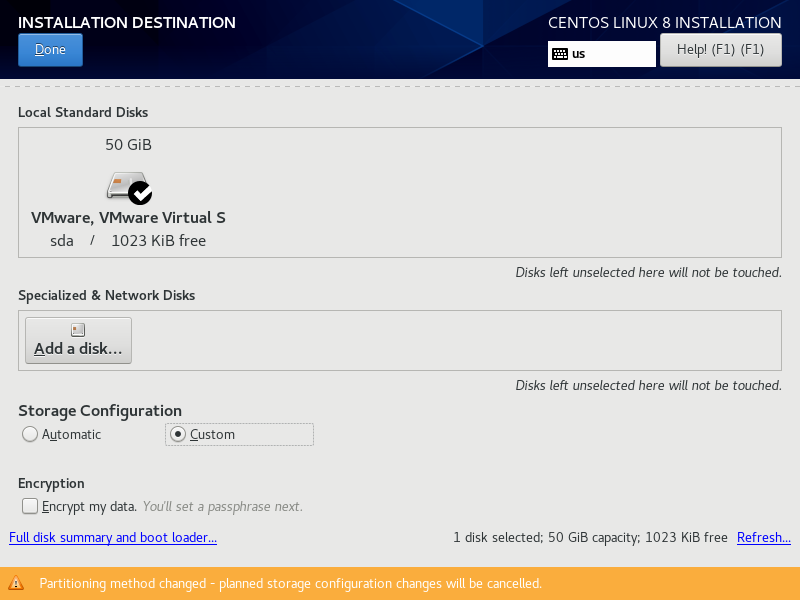 INSTALLATION DESTINATION
CENTOS LINUX 8 INSTALLATION
Done
us
Help! (F1) (F1)
Local Standard Disks
50 GiB
VMware, VMware Virtual S
sda / 1023 KiB free
Disks left unselected here will not be touched.
Specialized & Network Disks
Add a disk...
Disks left unselected here will not be touched.
Storage Configuration
Automatic Custom
Encryption
Encrypt my data. You'll set a passphrase next.
Full disk summary and boot loader... 1 disk selected; 50 GiB capacity; 1023 KiB free Refresh...
Partitioning method changed - planned storage configuration changes will be cancelled.